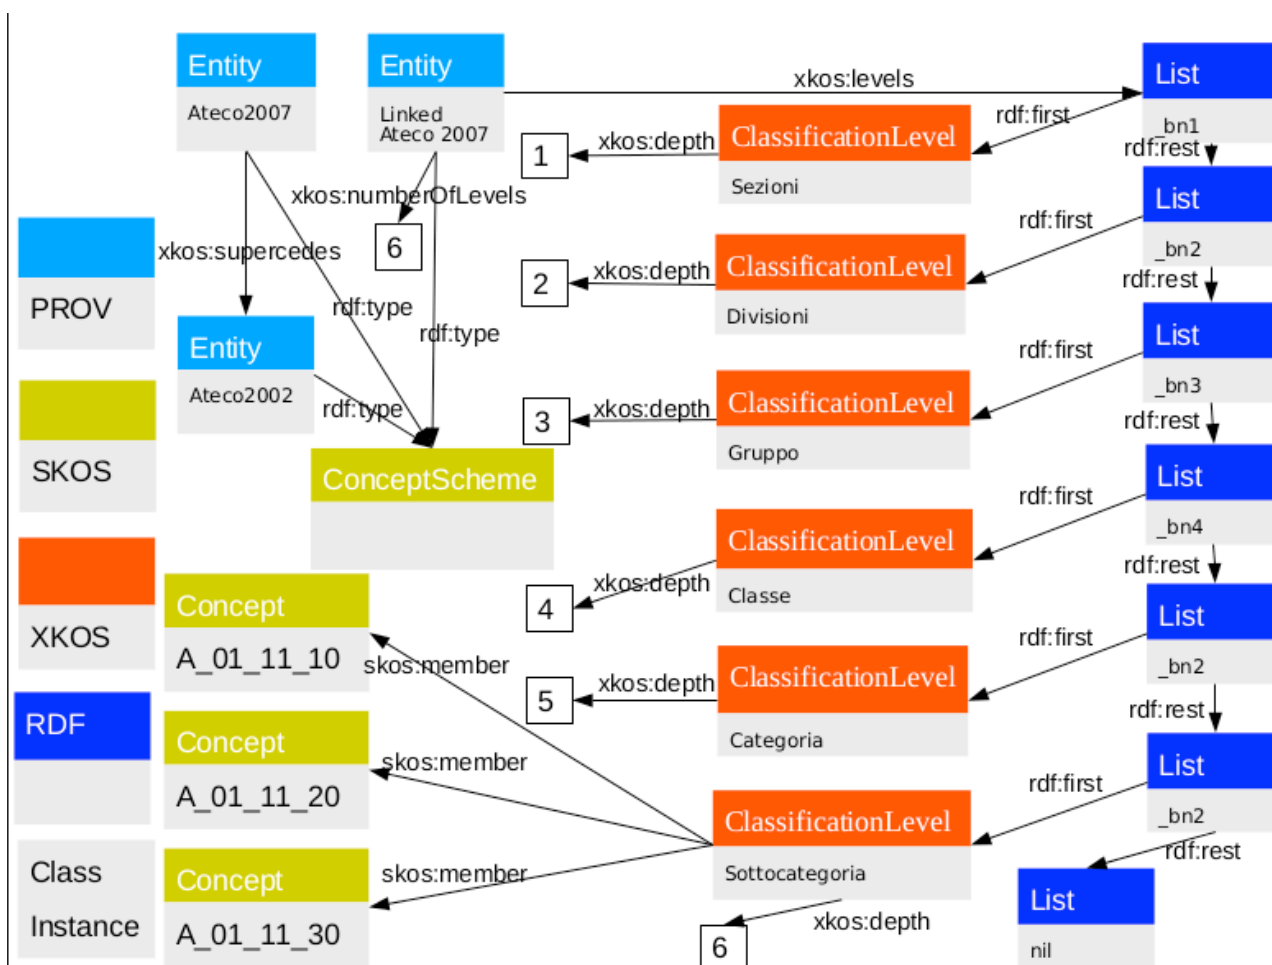 Entity
Ateco2007
Entity
Linked
Ateco 2007
xkos:levels
List
_bn1
rdf:first
rdf:rest
ClassificationLevel
Sezioni
xkos:depth
1
xkos:numberOfLevels
6
xkos:supercedes
rdf:type
rdf:type
List
_bn2
rdf:first
rdf:rest
ClassificationLevel
Divisioni
xkos:depth
2
PROV
Entity
Ateco2002
rdf:type
List
_bn3
rdf:first
rdf:rest
ClassificationLevel
Gruppo
xkos:depth
3
SKOS
ConceptScheme
List
_bn4
rdf:first
rdf:rest
ClassificationLevel
Classe
xkos:depth
4
XKOS
Concept
A_01_11_10
skos:member
List
_bn2
rdf:first
rdf:rest
ClassificationLevel
Categoria
xkos:depth
5
RDF
Concept
A_01_11_20
skos:member
List
_bn2
rdf:first
rdf:rest
ClassificationLevel
Sottocategoria
xkos:depth
6
Class
Instance
Concept
A_01_11_30
skos:member
List
nil